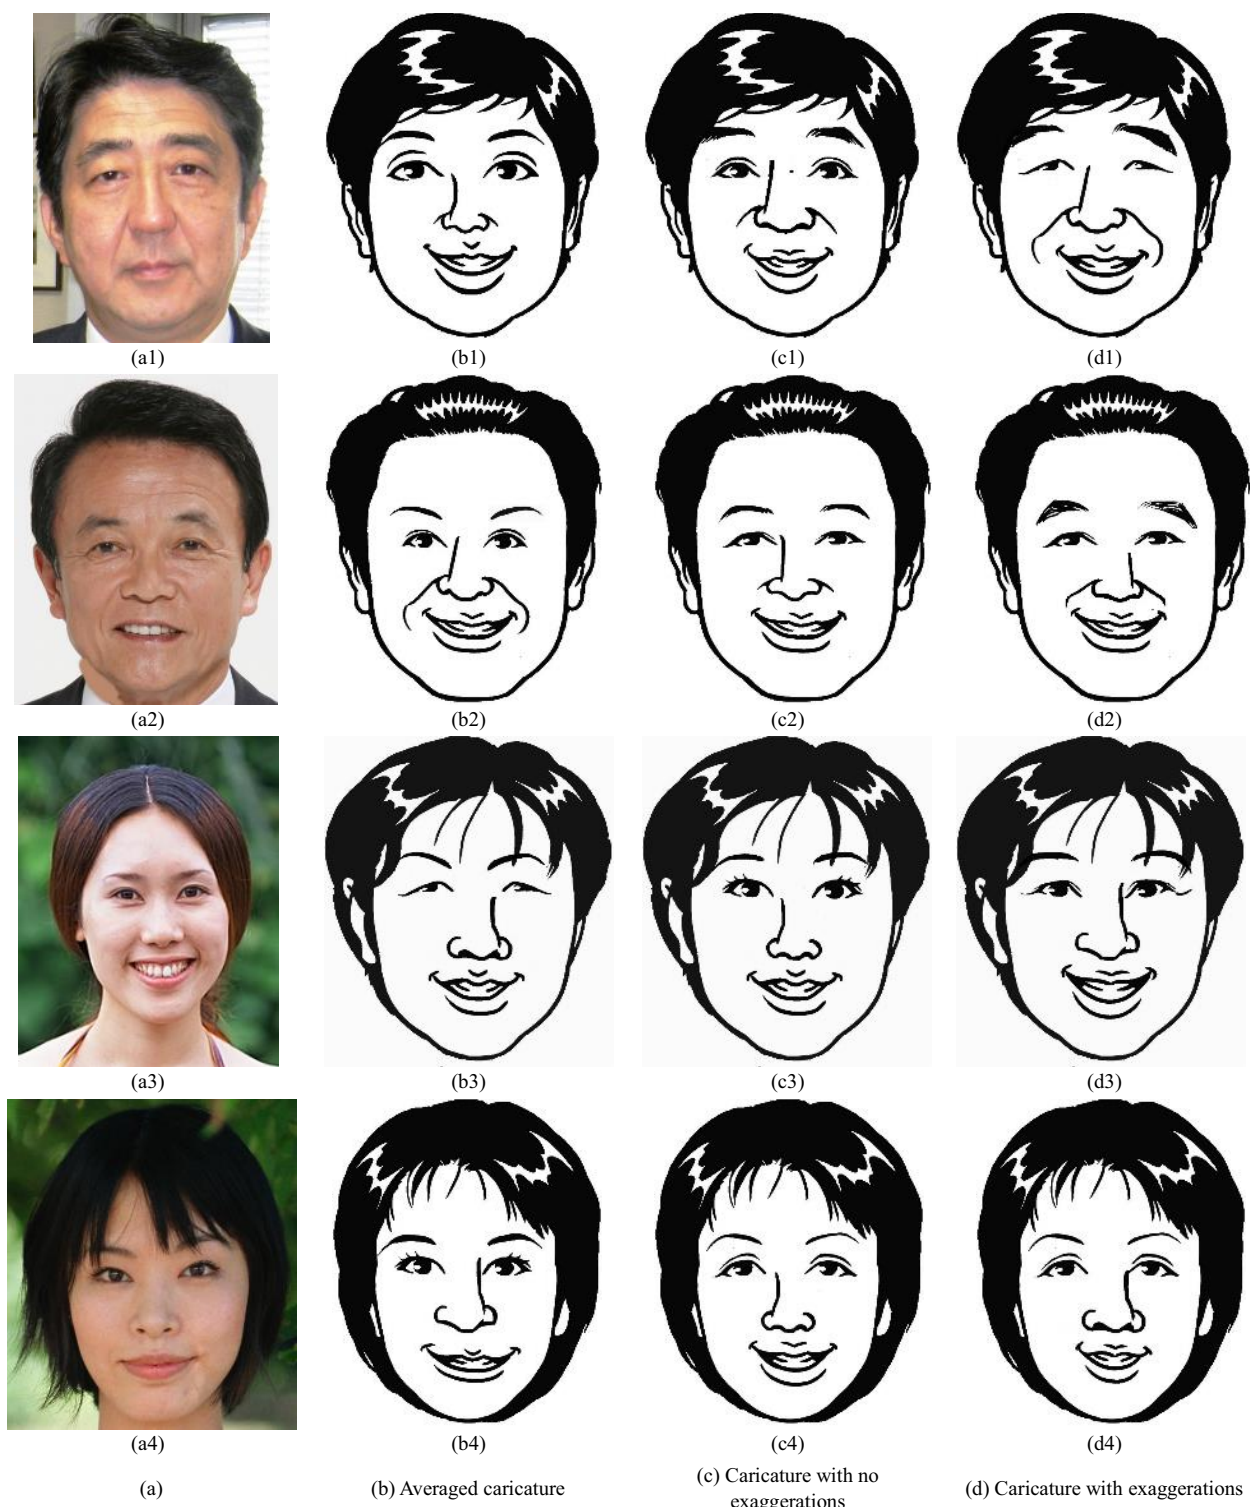 (a1)
(b1)
(c1)
(d1)
(a2)
(b2)
(c2)
(d2)
(a3)
(b3)
(c3)
(d3)
(a4)
(b4)
(c4)
(d4)
(a)
(b) Averaged caricature
(c) Caricature with no
exaggerations
(d) Caricature with exaggerations